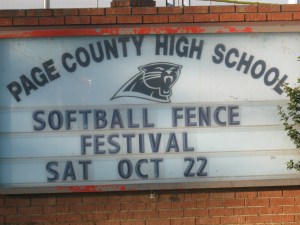 PAGE COUNTY HIGH SCHOOL
SOFTBALL FENCE
FESTIVAL
SAT OCT 22